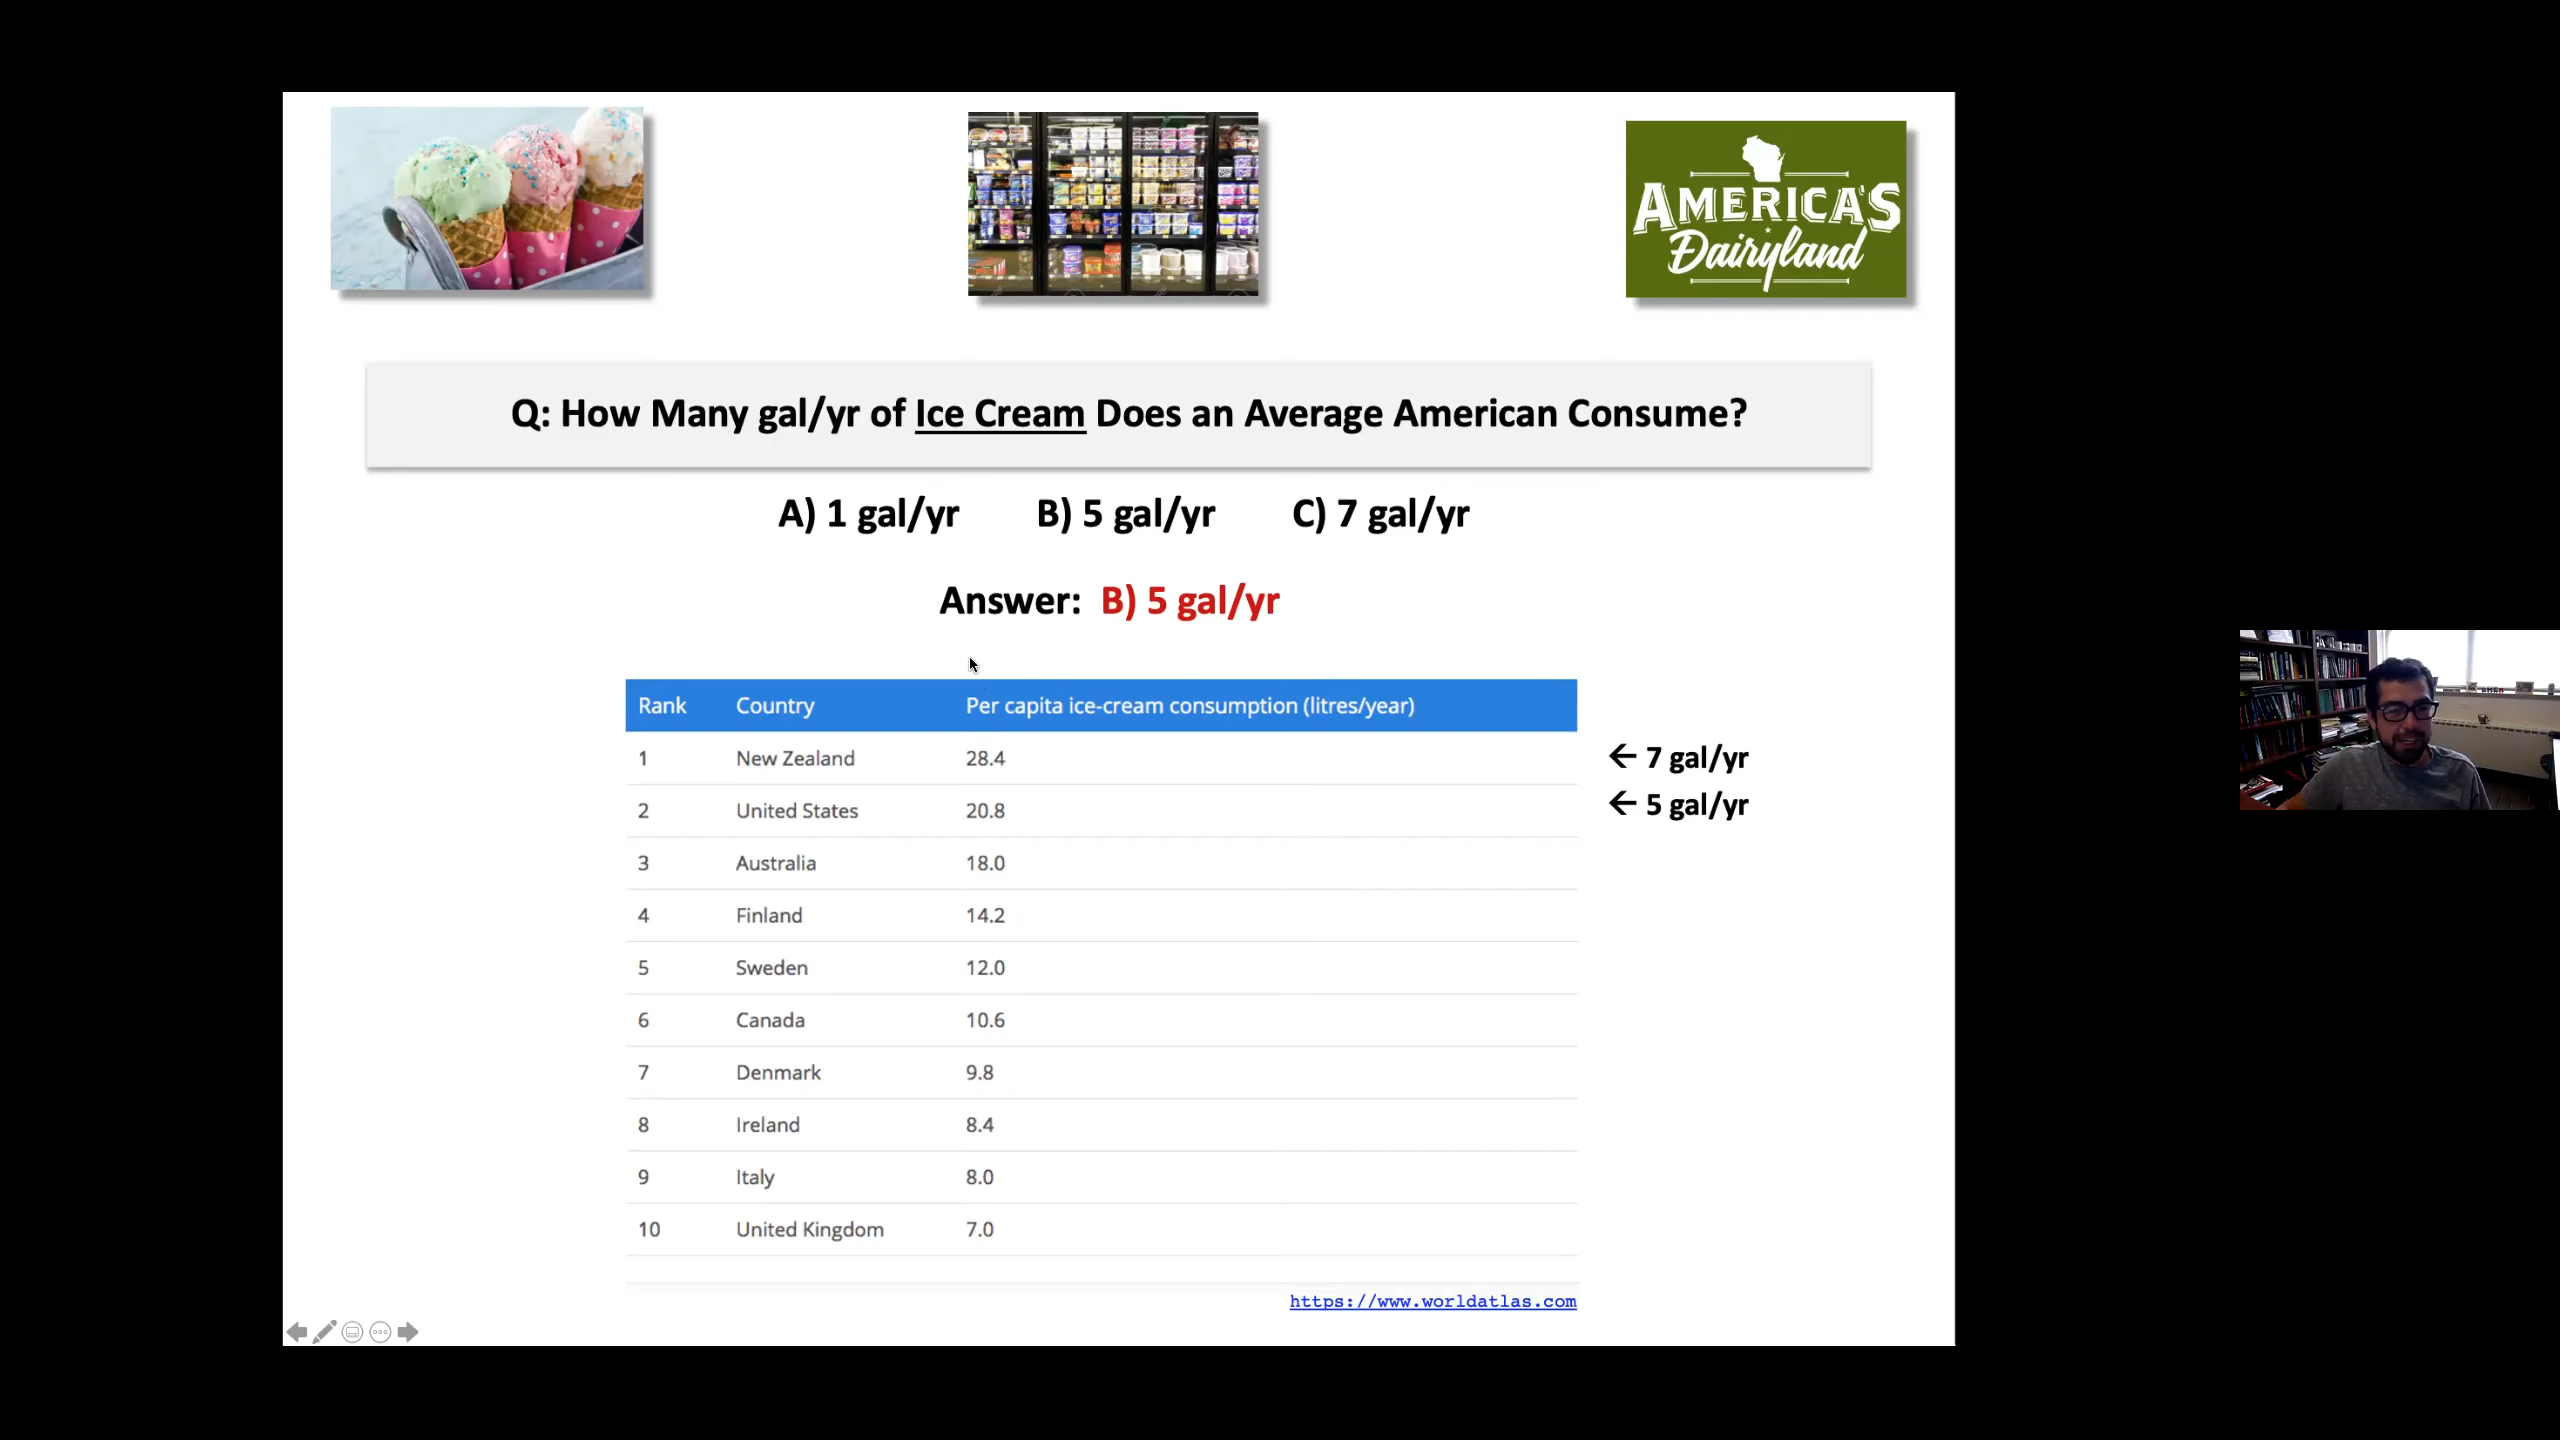 AMERICA'S
Dairyland
Q: How Many gal/yr of Ice Cream Does an Average American Consume?
A) 1 gal/yr B) 5 gal/yr C) 7 gal/yr
Answer: B) 5 gal/yr
Rank Country Per capita ice-cream consumption (litres/year)
1 New Zealand 28.4 ← 7 gal/yr
2 United States 20.8 ← 5 gal/yr
3 Australia 18.0
4 Finland 14.2
5 Sweden 12.0
6 Canada 10.6
7 Denmark 9.8
8 Ireland 8.4
9 Italy 8.0
10 United Kingdom 7.0
https://www.worldatlas.com